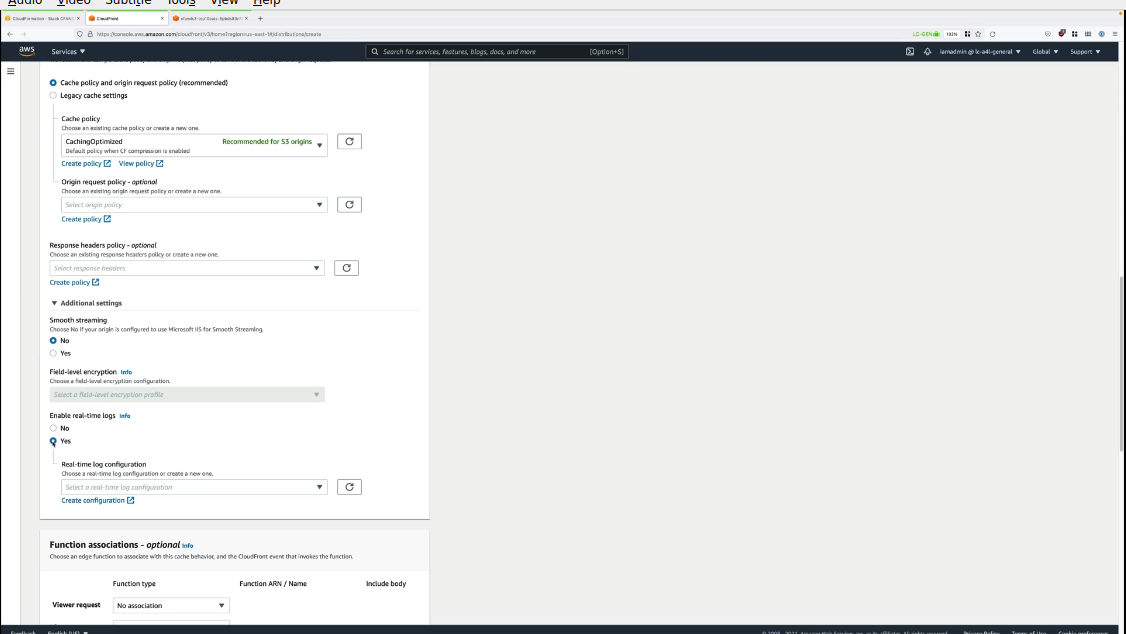 Audio Video Subtitle Tools View Help
CloudFront
https://console.aws.amazon.com/cloudfront/v3/home?region=us-east-1#/distributions/create
aws
Services
Search for services, features, blogs, docs, and more
[Option+S]
iamadmin @ lc-a4l-general
Global
Support
Cache policy and origin request policy (recommended)
Legacy cache settings
Cache policy
Choose an existing cache policy or create a new one.
CachingOptimized
Recommended for S3 origins
Default policy when CF compression is enabled
Create policy
View policy
Origin request policy - optional
Choose an existing origin request policy or create a new one.
Select origin policy
Create policy
Response headers policy - optional
Choose an existing response headers policy or create a new one.
Select response headers
Create policy
Additional settings
Smooth streaming
Choose No if your origin is configured to use Microsoft IIS for Smooth Streaming.
No
Yes
Field-level encryption Info
Choose a field-level encryption configuration.
Select a field-level encryption profile
Enable real-time logs Info
No
Yes
Real-time log configuration
Choose a real-time log configuration or create a new one.
Select a real-time log configuration
Create configuration
Function associations - optional Info
Choose an edge function to associate with this cache behavior, and the CloudFront event that invokes the function.
Function type
Function ARN / Name
Include body
Viewer request
No association
Feedback English (US)
Privacy Policy Terms of Use Cookie preferences